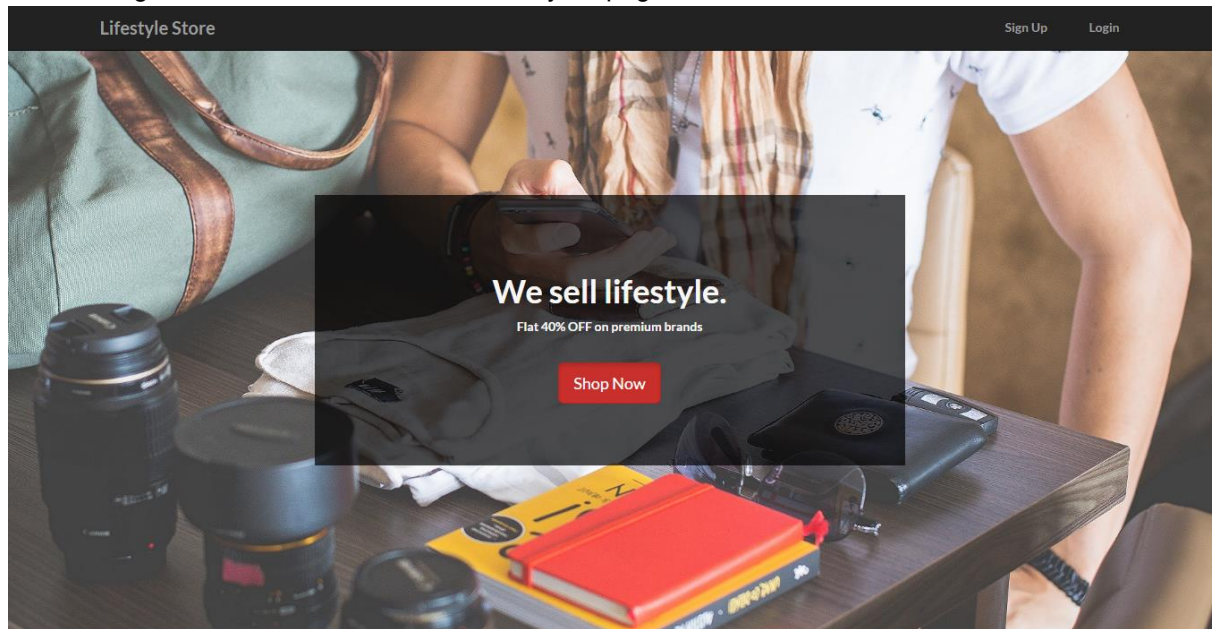 Lifestyle Store
Sign Up
Login
We sell lifestyle.
Flat 40% OFF on premium brands
Shop Now